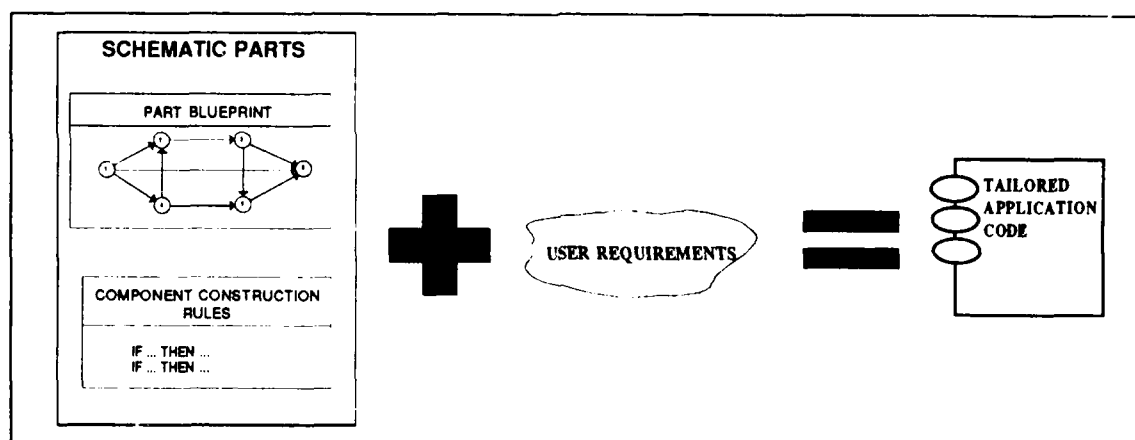 SCHEMATIC PARTS
PART BLUEPRINT
COMPONENT CONSTRUCTION
RULES
IF ... THEN ...
IF ... THEN ...
USER REQUIREMENTS
TAILORED
APPLICATION
CODE